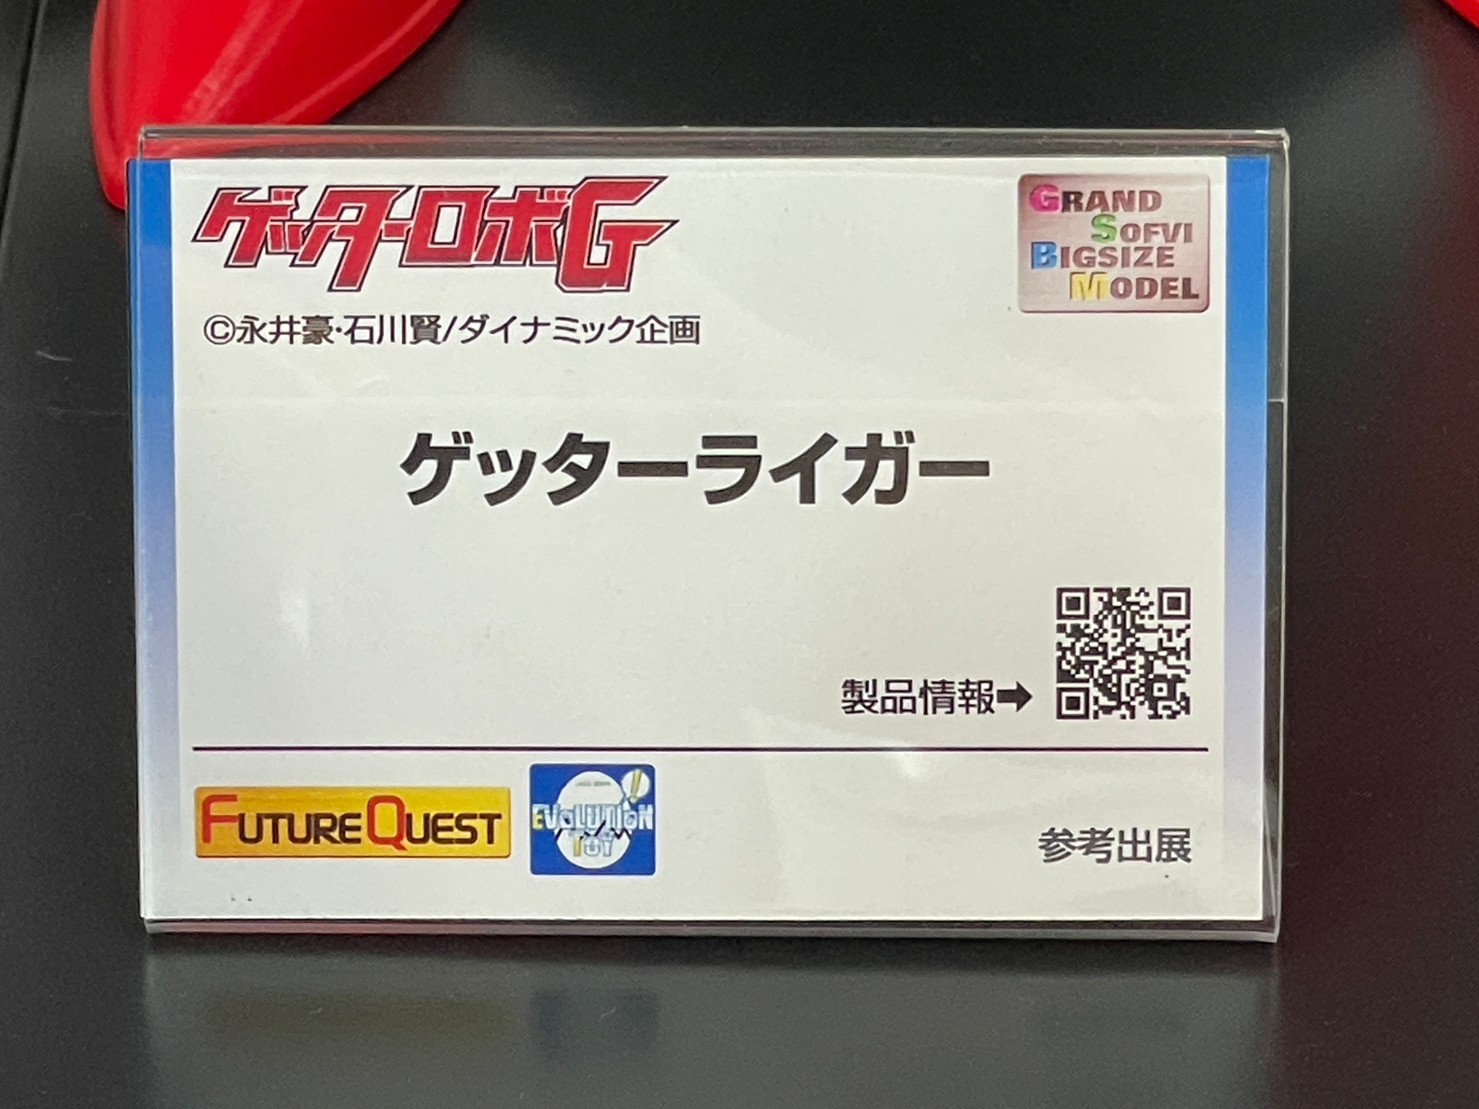 ゲッターロボG
GRAND
SOFVI
BIGSIZE
MODEL
©永井豪・石川賢/ダイナミック企画
ゲッターライガー
製品情報➡
FUTUREQUEST
EVOLUTION
TOY
参考出展